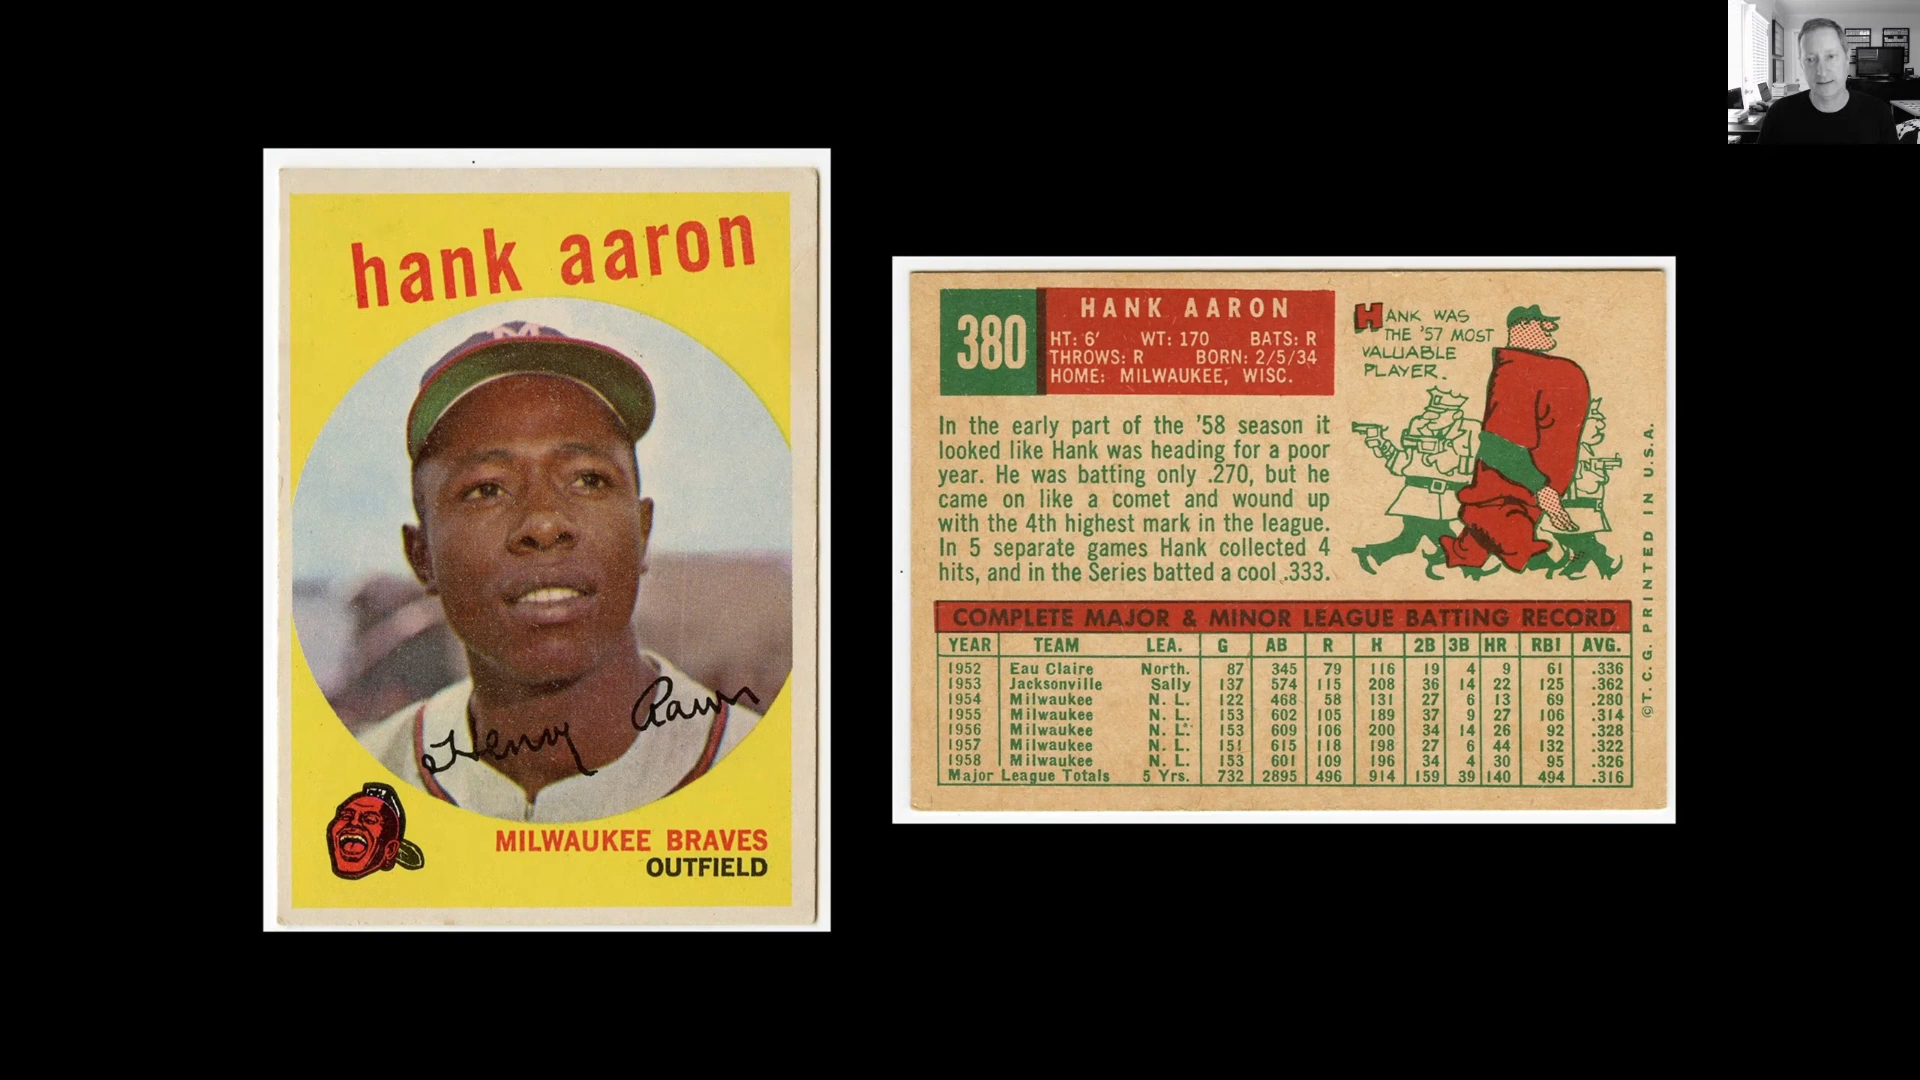 hank aaron
M
Henry Aaron
MILWAUKEE BRAVES
OUTFIELD
380
HANK AARON
HT: 6' WT: 170 BATS: R
THROWS: R BORN: 2/5/34
HOME: MILWAUKEE, WISC.
HANK WAS
THE '57 MOST
VALUABLE
PLAYER.
In the early part of the '58 season it
looked like Hank was heading for a poor
year. He was batting only .270, but he
came on like a comet and wound up
with the 4th highest mark in the league.
In 5 separate games Hank collected 4
hits, and in the Series batted a cool .333.
COMPLETE MAJOR & MINOR LEAGUE BATTING RECORD
YEAR TEAM LEA. G AB R H 2B 3B HR RBI AVG.
1952 Eau Claire North. 87 345 79 116 19 4 9 61 .336
1953 Jacksonville Sally 137 574 115 208 36 14 22 125 .362
1954 Milwaukee N. L. 122 468 58 131 27 6 13 69 .280
1955 Milwaukee N. L. 153 602 105 189 37 9 27 106 .314
1956 Milwaukee N. L. 153 609 106 200 34 14 26 92 .328
1957 Milwaukee N. L. 151 615 118 198 27 6 44 132 .322
1958 Milwaukee N. L. 153 601 109 196 34 4 30 95 .326
Major League Totals 5 Yrs. 732 2895 496 914 159 39 140 494 .316
©T.C.G. PRINTED IN U.S.A.